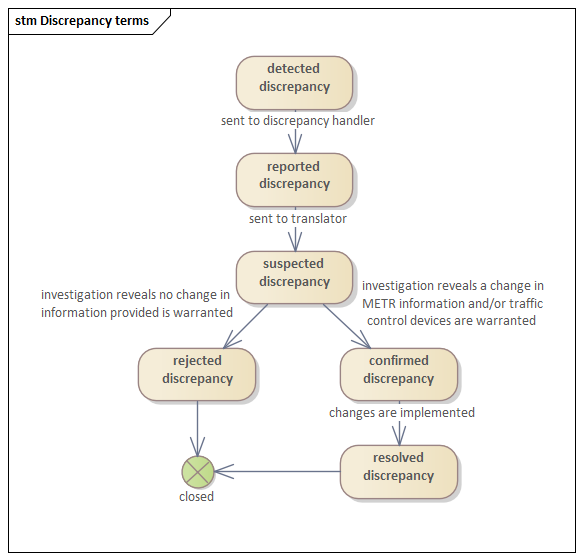 stm Discrepancy terms
detected
discrepancy
sent to discrepancy handler
reported
discrepancy
sent to translator
suspected
discrepancy
investigation reveals no change in
information provided is warranted
investigation reveals a change in
METR information and/or traffic
control devices are warranted
rejected
discrepancy
confirmed
discrepancy
changes are implemented
resolved
discrepancy
closed